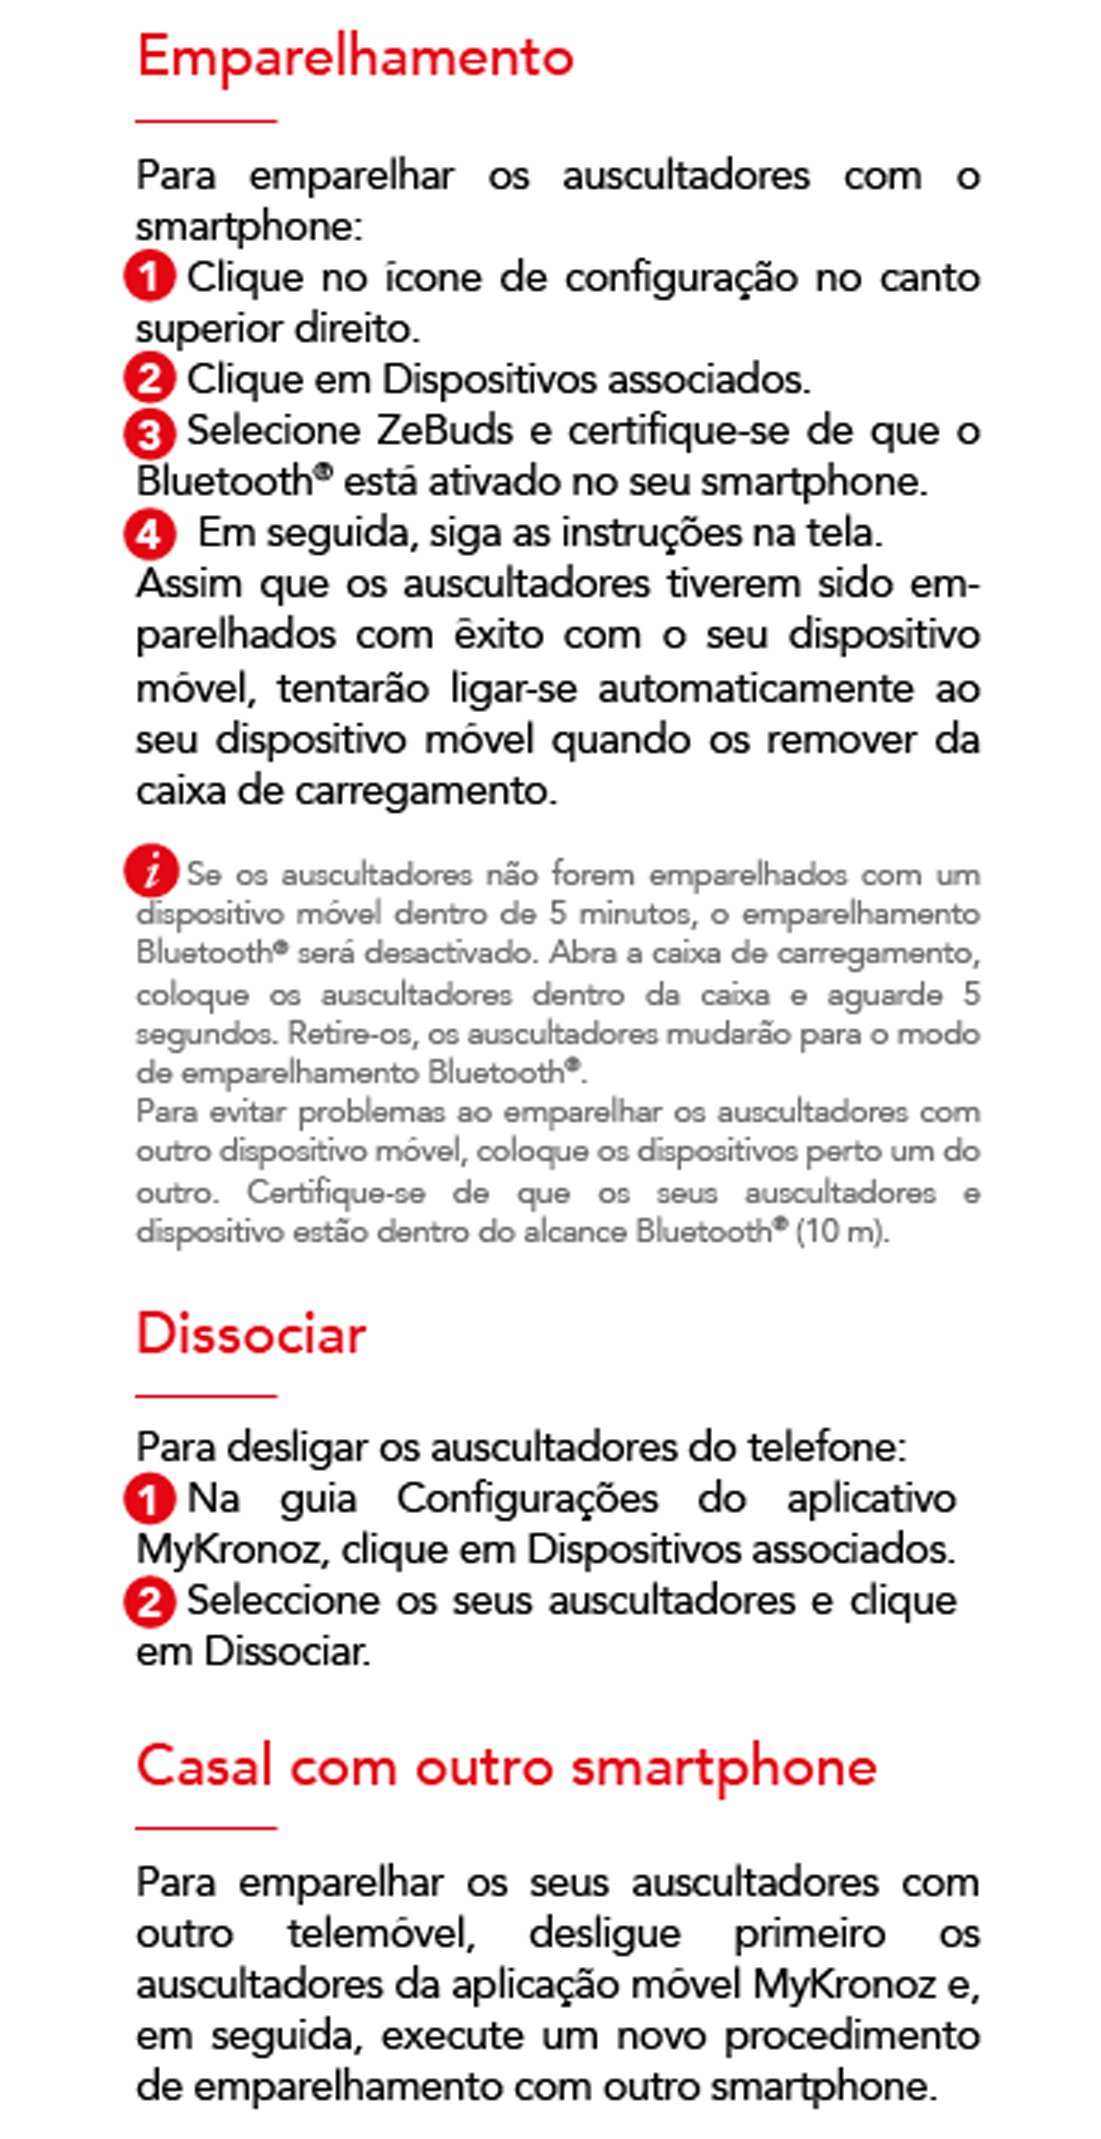 Emparelhamento
Para emparelhar os auscultadores com o
smartphone:
1 Clique no ícone de configuração no canto
superior direito.
2 Clique em Dispositivos associados.
3 Selecione ZeBuds e certifique-se de que o
Bluetooth® está ativado no seu smartphone.
4 Em seguida, siga as instruções na tela.
Assim que os auscultadores tiverem sido em-
parelhados com êxito com o seu dispositivo
móvel, tentarão ligar-se automaticamente ao
seu dispositivo móvel quando os remover da
caixa de carregamento.
i Se os auscultadores não forem emparelhados com um
dispositivo móvel dentro de 5 minutos, o emparelhamento
Bluetooth® será desactivado. Abra a caixa de carregamento,
coloque os auscultadores dentro da caixa e aguarde 5
segundos. Retire-os, os auscultadores mudarão para o modo
de emparelhamento Bluetooth®.
Para evitar problemas ao emparelhar os auscultadores com
outro dispositivo móvel, coloque os dispositivos perto um do
outro. Certifique-se de que os seus auscultadores e
dispositivo estão dentro do alcance Bluetooth® (10 m).
Dissociar
Para desligar os auscultadores do telefone:
1 Na guia Configurações do aplicativo
MyKronoz, clique em Dispositivos associados.
2 Seleccione os seus auscultadores e clique
em Dissociar.
Casal com outro smartphone
Para emparelhar os seus auscultadores com
outro telemóvel, desligue primeiro os
auscultadores da aplicação móvel MyKronoz e,
em seguida, execute um novo procedimento
de emparelhamento com outro smartphone.